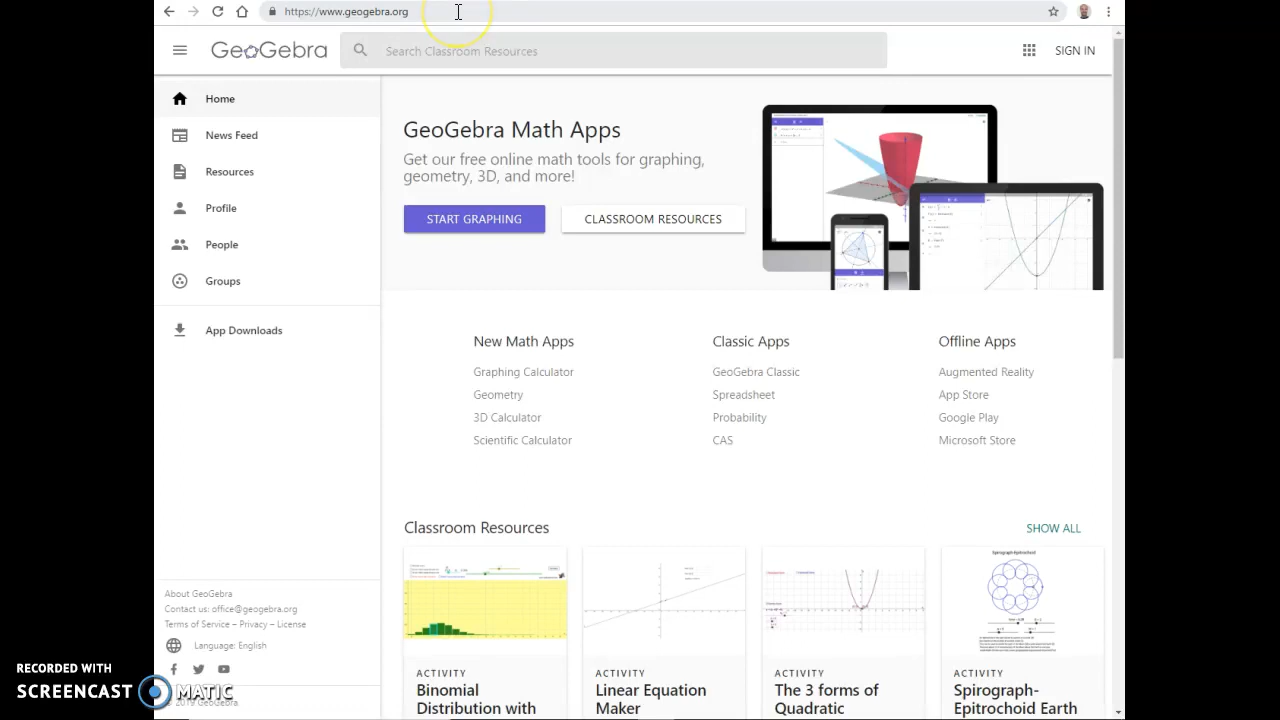 https://www.geogebra.org
GeoGebra
Search Classroom Resources
SIGN IN
Home
News Feed
Resources
Profile
People
Groups
App Downloads
GeoGebra Math Apps
Get our free online math tools for graphing,
geometry, 3D, and more!
START GRAPHING
CLASSROOM RESOURCES
New Math Apps
Graphing Calculator
Geometry
3D Calculator
Scientific Calculator
Classic Apps
GeoGebra Classic
Spreadsheet
Probability
CAS
Offline Apps
Augmented Reality
App Store
Google Play
Microsoft Store
Classroom Resources
SHOW ALL
Spirograph-Epitrochoid
ACTIVITY
Binomial
Distribution with
ACTIVITY
Linear Equation
Maker
ACTIVITY
The 3 forms of
Quadratic
ACTIVITY
Spirograph-
Epitrochoid Earth
About GeoGebra
Contact us: office@geogebra.org
Terms of Service – Privacy – License
Language: English
© 2019 GeoGebra
RECORDED WITH
SCREENCAST MATIC